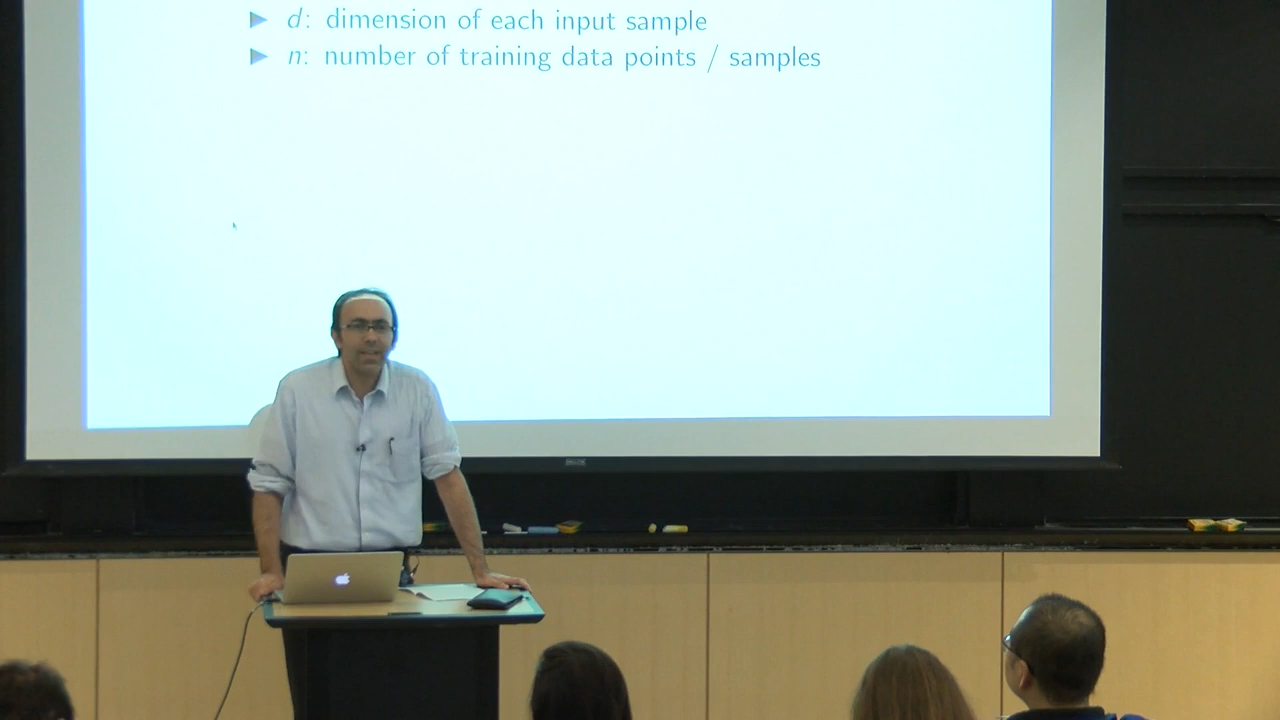 d: dimension of each input sample
n: number of training data points / samples